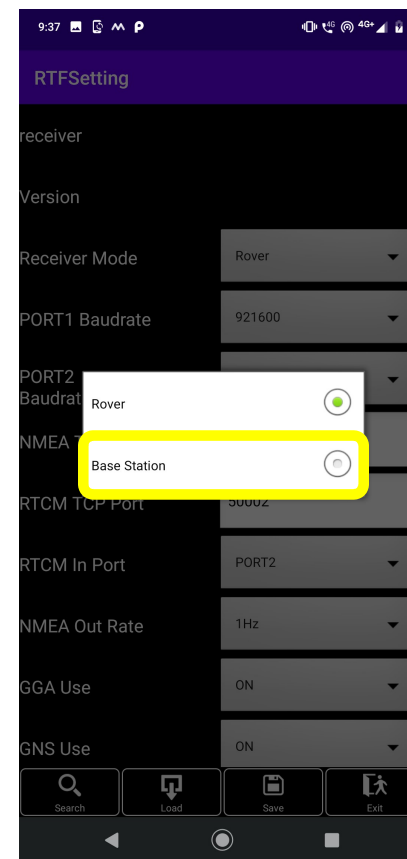 9:37 4G 4G+
RTFSetting
receiver
Version
Receiver Mode Rover
PORT1 Baudrate 921600
PORT2
Baudrat
Rover
NMEA T
Base Station
RTCM TCP Port 50002
RTCM In Port PORT2
NMEA Out Rate 1Hz
GGA Use ON
GNS Use ON
Search Load Save Exit